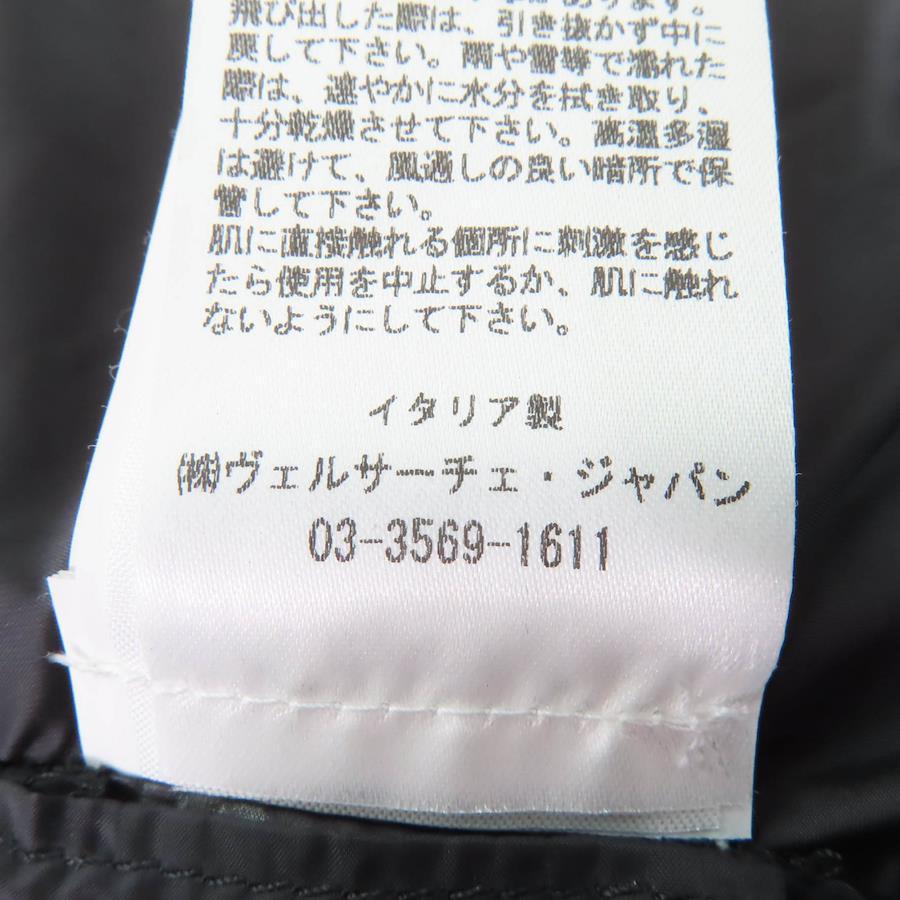 あります。
飛び出した際は、引き抜かず中に
戻して下さい。雨や雪等で濡れた
際は、速やかに水分を拭き取り、
十分乾燥させて下さい。高温多湿
は避けて、風通しの良い暗所で保
管して下さい。
肌に直接触れる個所に刺激を感じ
たら使用を中止するか、肌に触れ
ないようにして下さい。
イタリア製
㈱ヴェルサーチェ・ジャパン
03-3569-1611